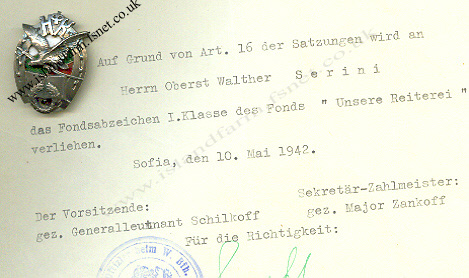 Auf Grund von Art. 16 der Satzungen wird an
Herrn Oberst Walther S e r i n i
das Fondsabzeichen I.Klasse des Fonds " Unsere Reiterei "
verliehen.
Sofia, den 10. Mai 1942.
Der Vorsitzende:
Sekretär-Zahlmeister:
gez. Generalleutnant Schilkoff
gez. Major Zankoff
Für die Richtigkeit:
www.islandfarm.fsnet.co.uk